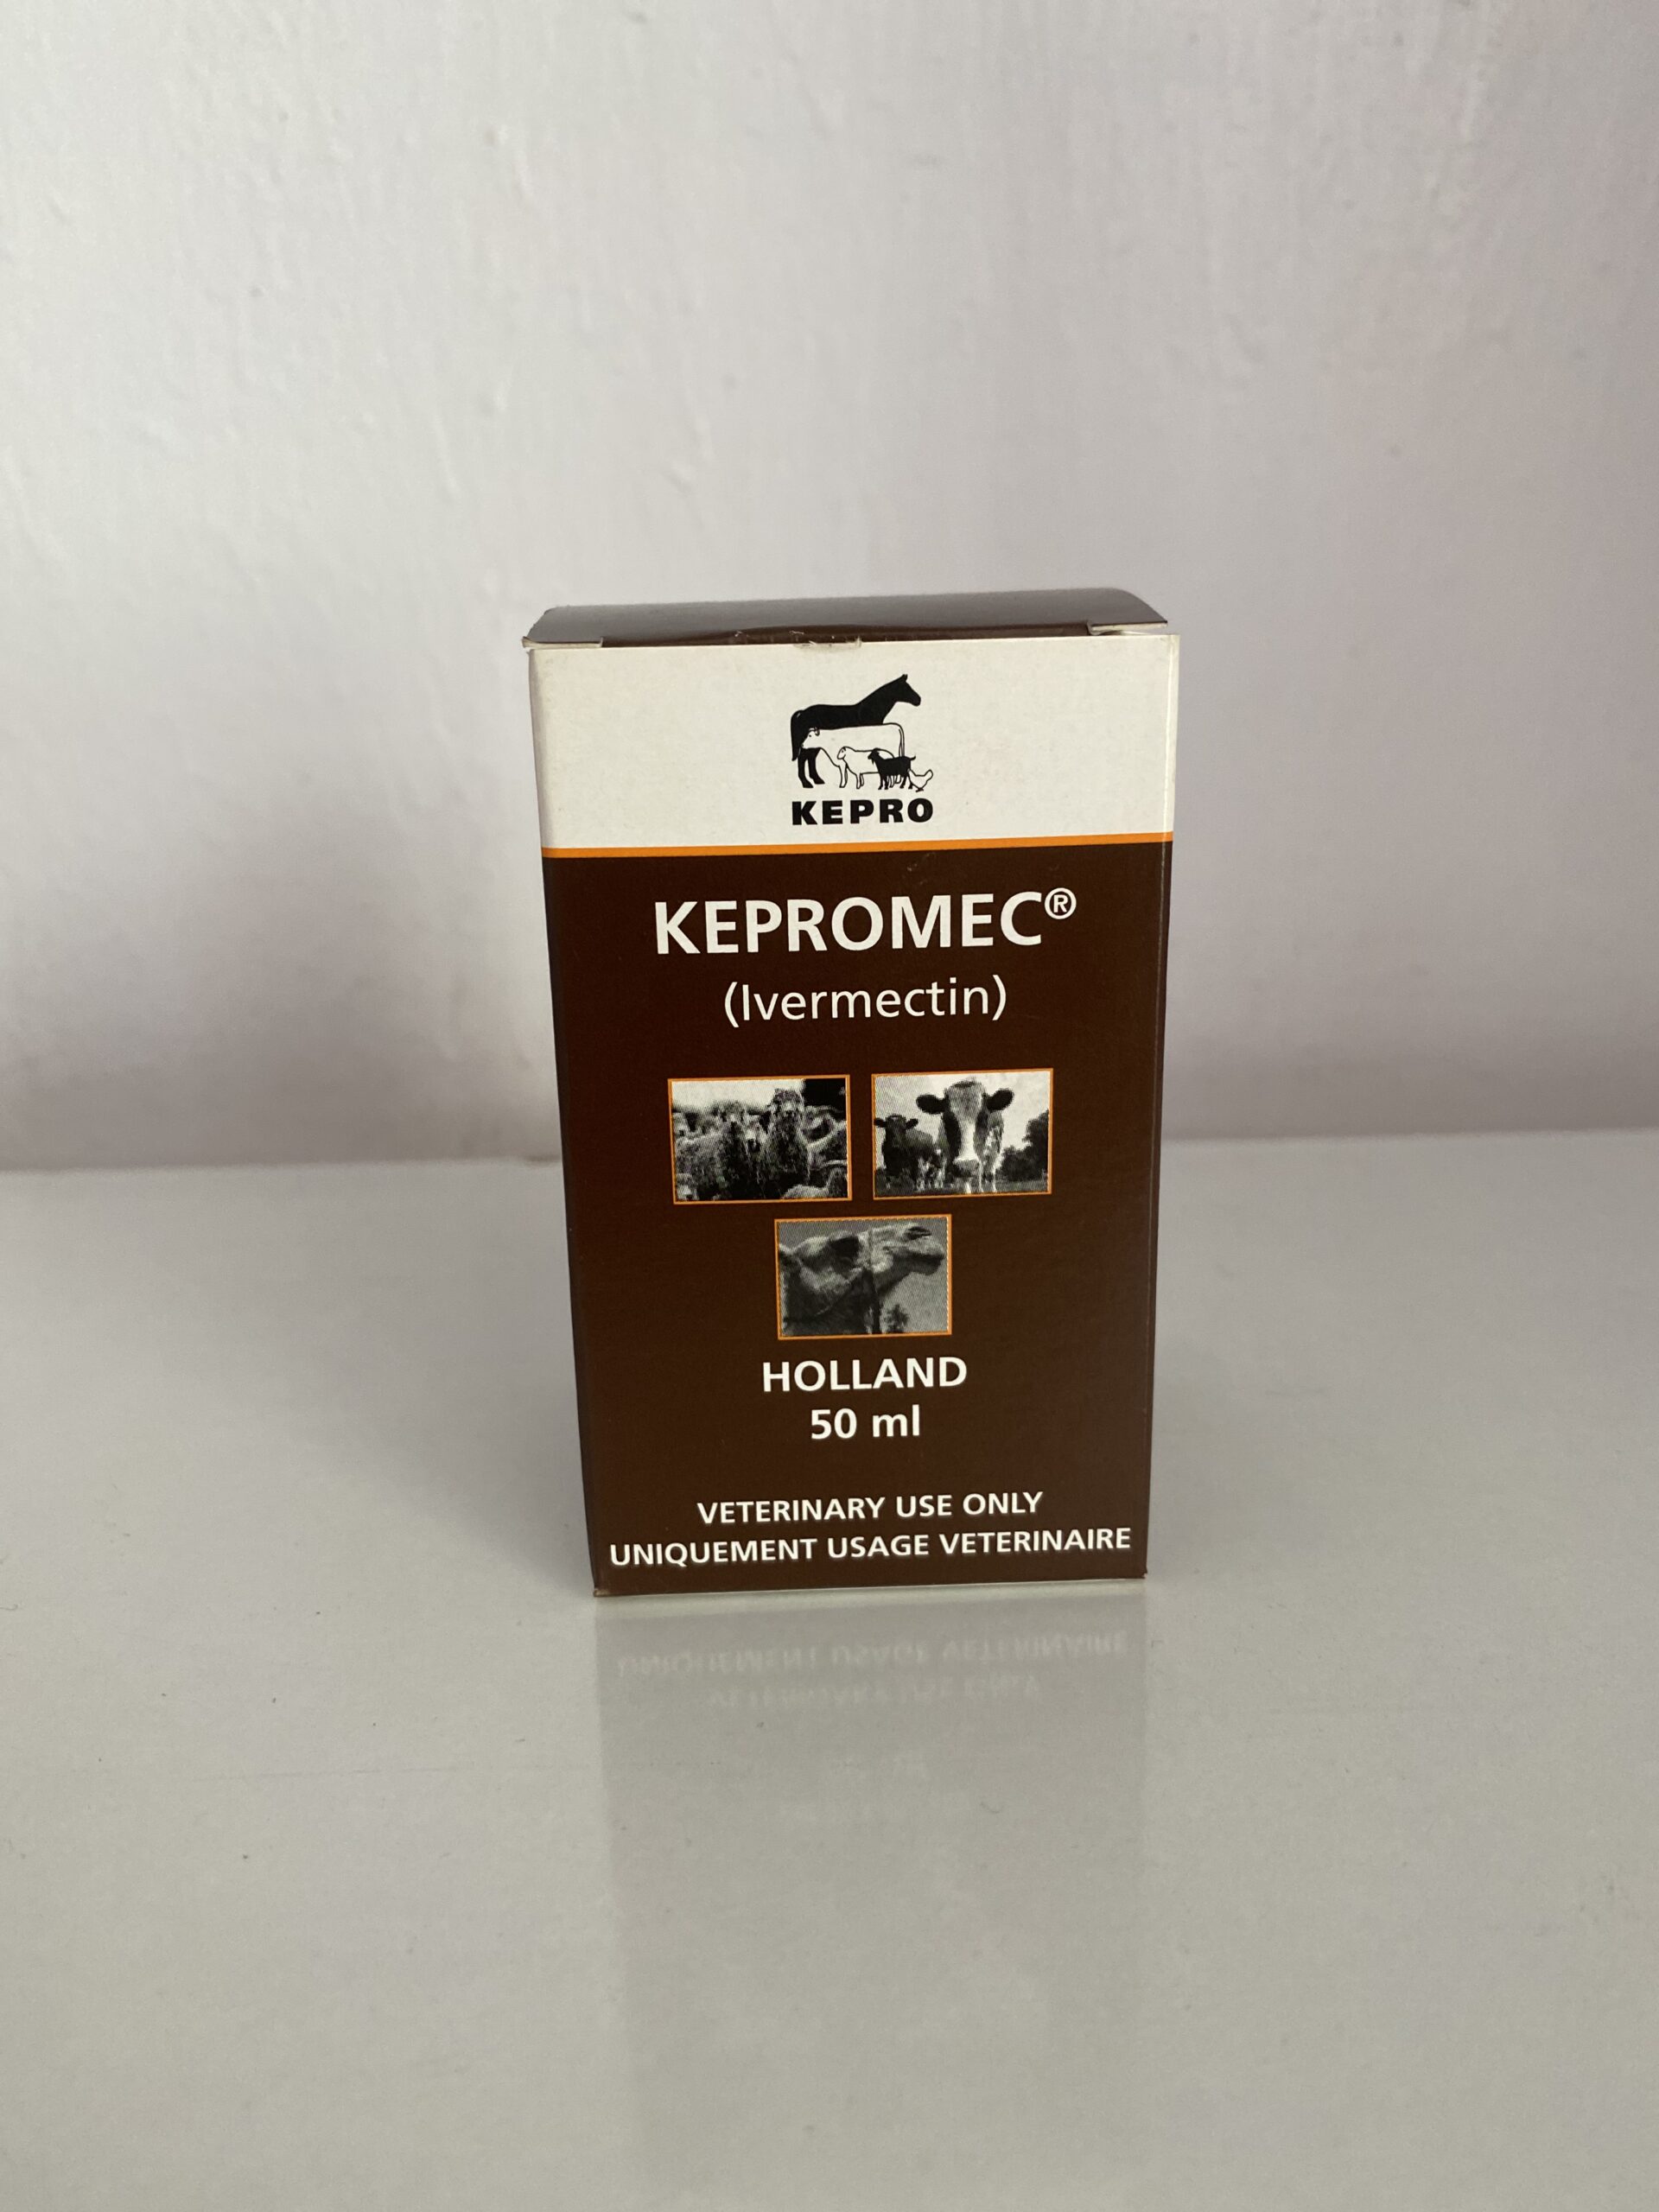 KEPRO
KEPROMEC®
(Ivermectin)
HOLLAND
50 ml
VETERINARY USE ONLY
UNIQUEMENT USAGE VETERINAIRE